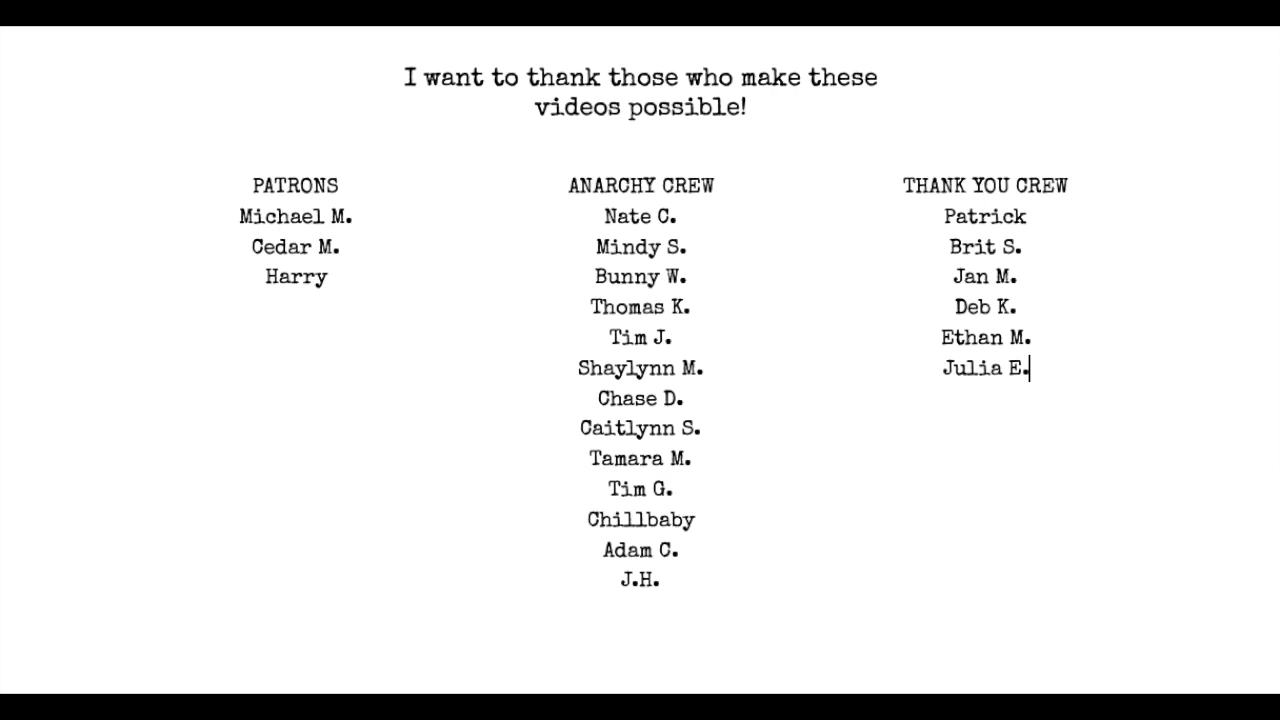 I want to thank those who make these
videos possible!
PATRONS
Michael M.
Cedar M.
Harry
ANARCHY CREW
Nate C.
Mindy S.
Bunny W.
Thomas K.
Tim J.
Shaylynn M.
Chase D.
Caitlynn S.
Tamara M.
Tim G.
Chillbaby
Adam C.
J.H.
THANK YOU CREW
Patrick
Brit S.
Jan M.
Deb K.
Ethan M.
Julia E.